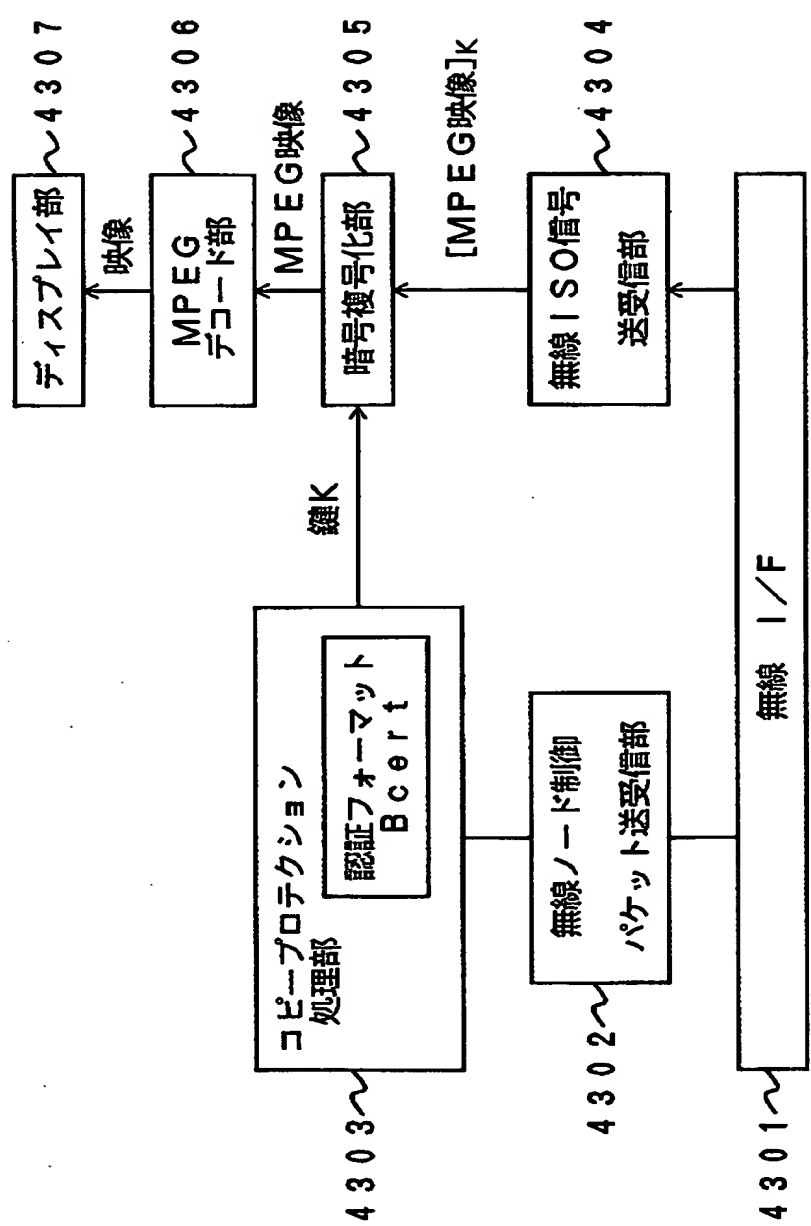 ディスプレイ部
4307
映像
MPEG
デコード部
4306
MPEG映像
暗号複号化部
4305
[MPEG映像]K
無線ISO信号
送受信部
4304
鍵K
コピープロテクション
処理部
認証フォーマット
Bcert
4303
無線ノード制御
パケット送受信部
4302
無線 I/F
4301